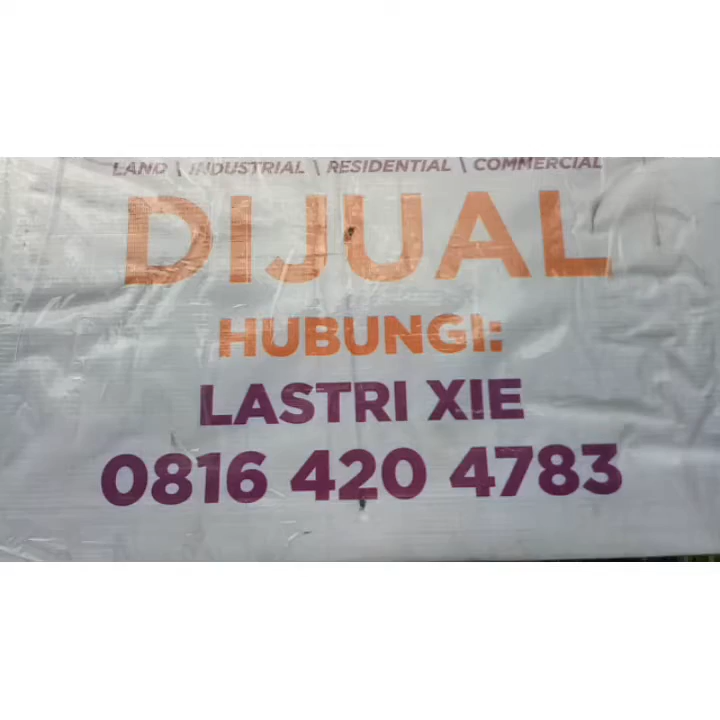 LAND \ INDUSTRIAL \ RESIDENTIAL \ COMMERCIAL
DIJUAL
HUBUNGI:
LASTRI XIE
0816 420 4783